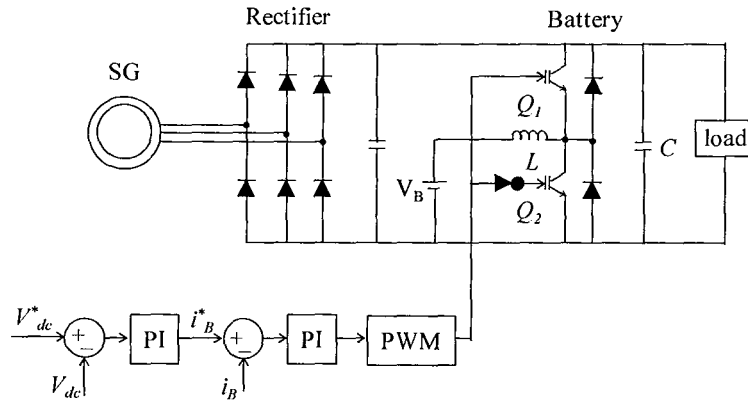 Rectifier
Battery
SG
Q1
L
C
load
VB
Q2
V*dc
+
−
PI
i*B
+
−
PI
PWM
Vdc
iB